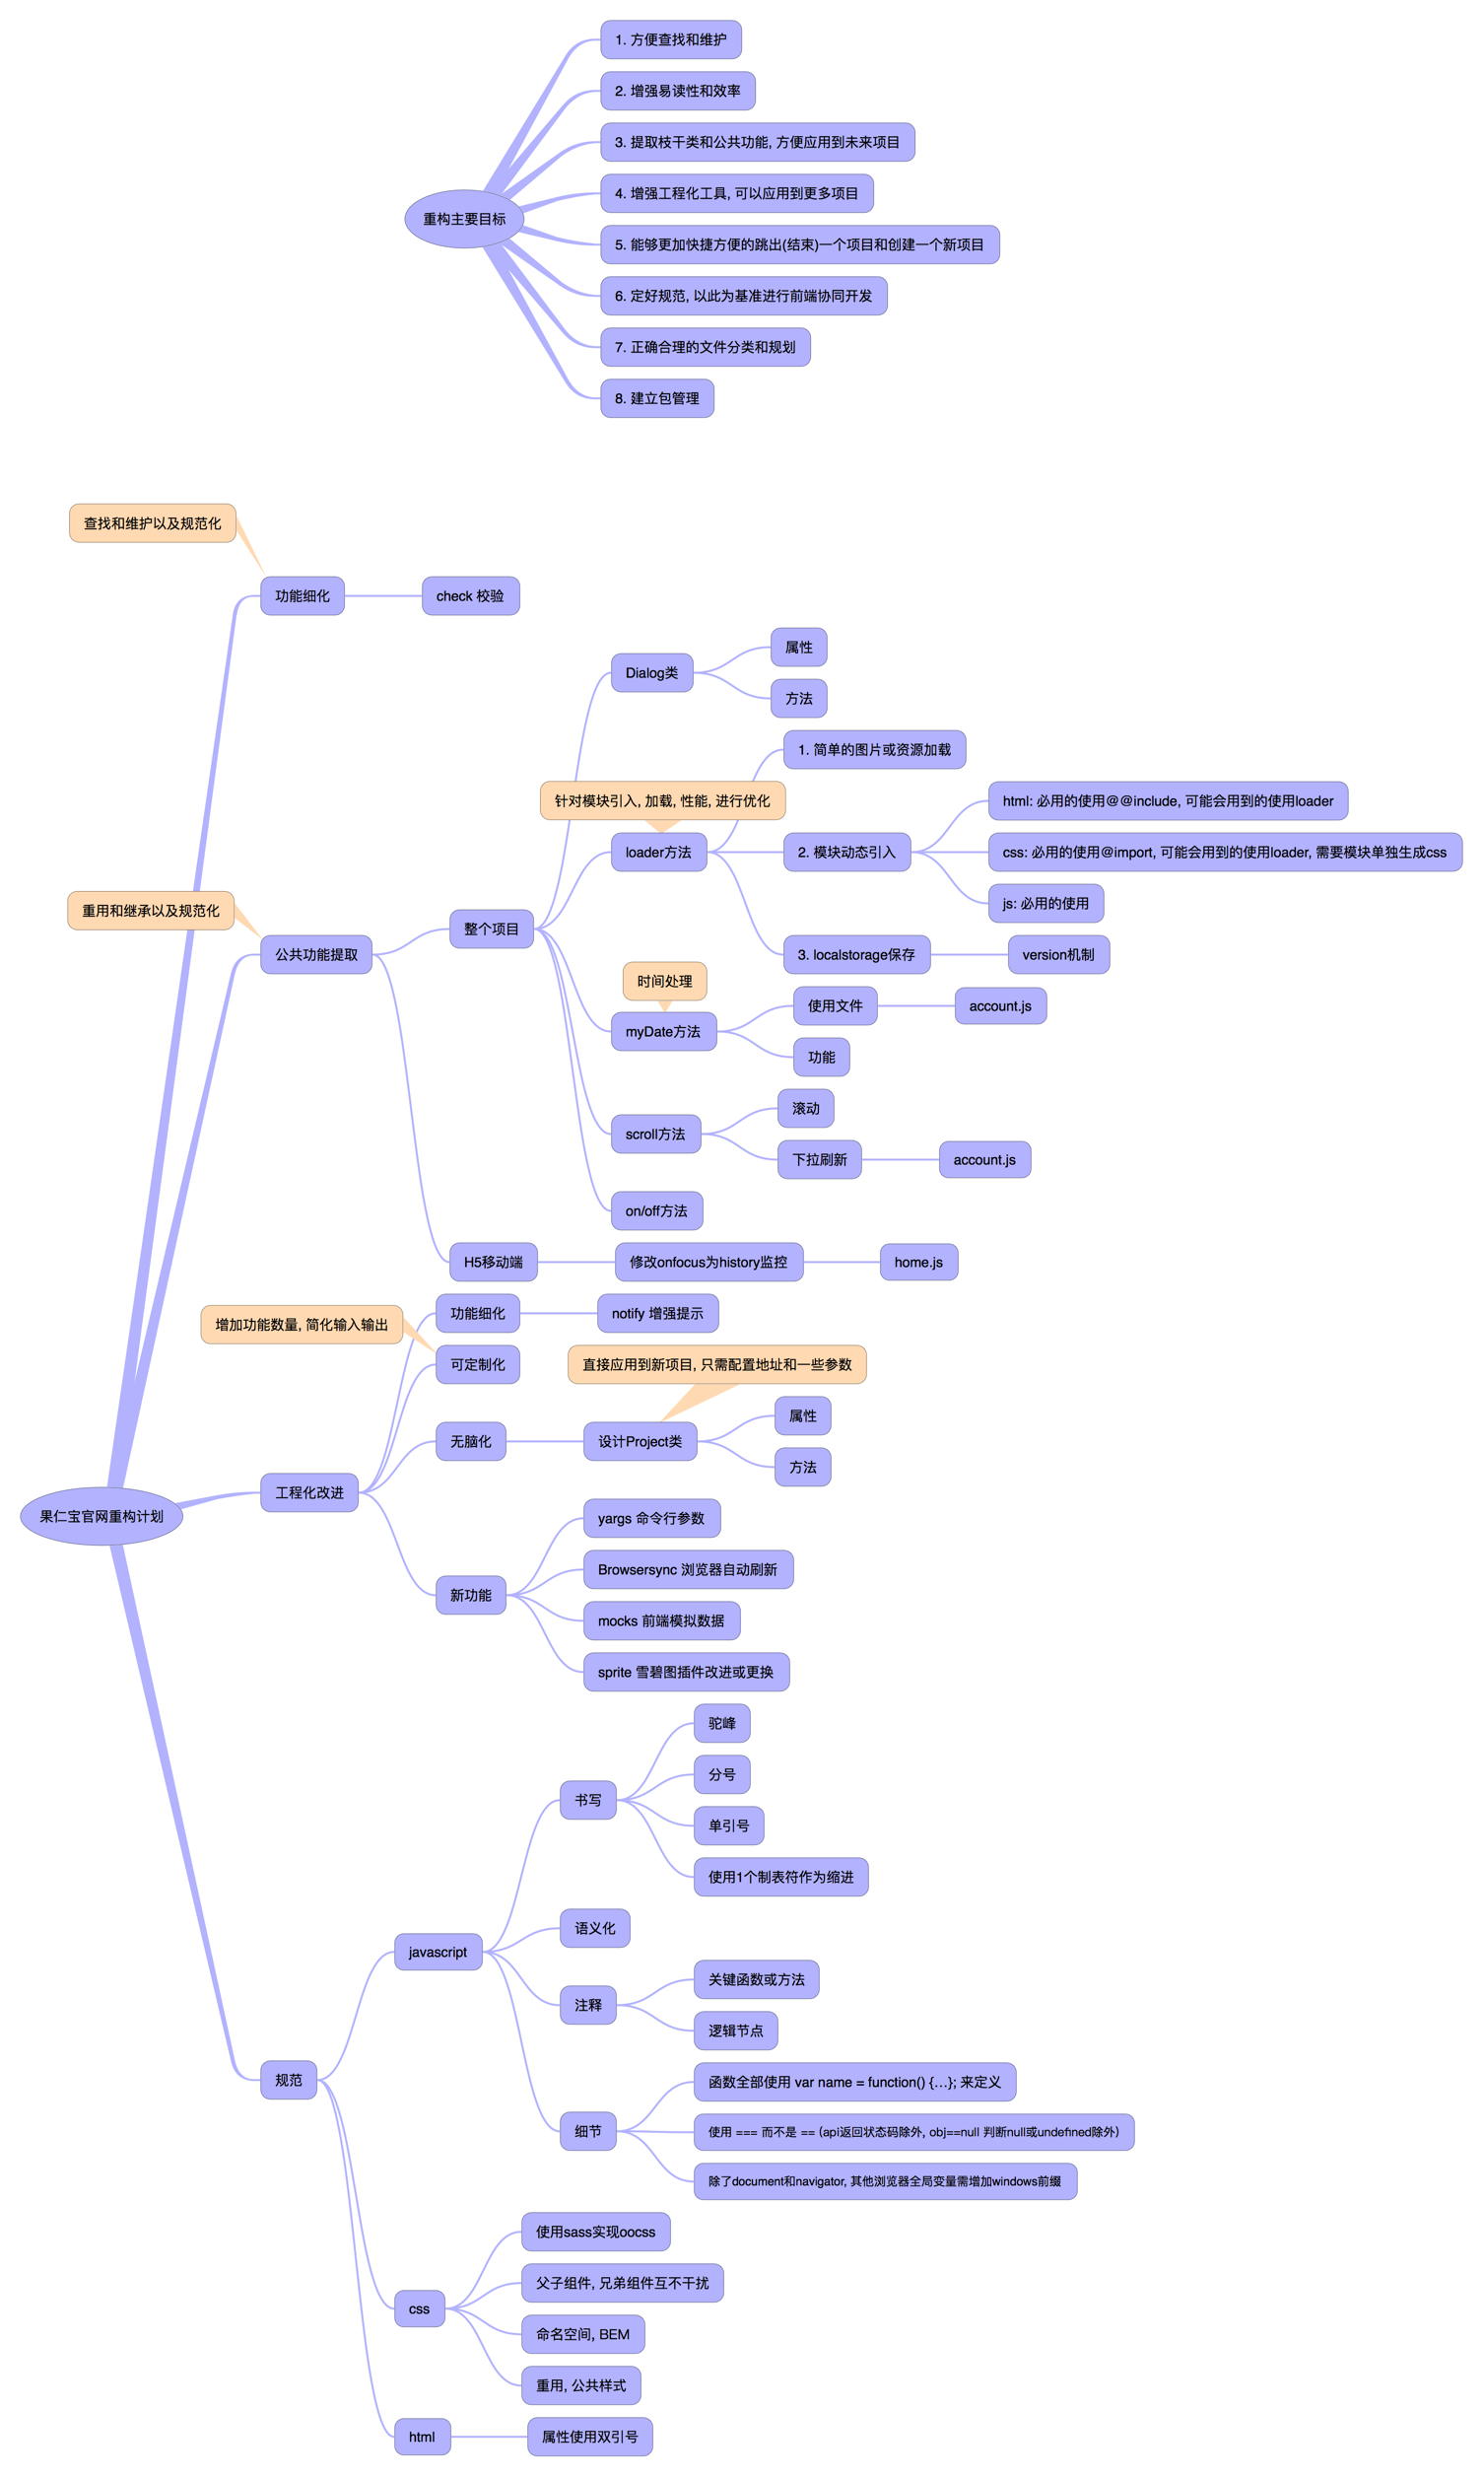 重构主要目标
1. 方便查找和维护
2. 增强易读性和效率
3. 提取枝干类和公共功能, 方便应用到未来项目
4. 增强工程化工具, 可以应用到更多项目
5. 能够更加快捷方便的跳出(结束)一个项目和创建一个新项目
6. 定好规范, 以此为基准进行前端协同开发
7. 正确合理的文件分类和规划
8. 建立包管理
果仁宝官网重构计划
查找和维护以及规范化
功能细化
check 校验
重用和继承以及规范化
公共功能提取
整个项目
Dialog类
属性
方法
针对模块引入, 加载, 性能, 进行优化
loader方法
1. 简单的图片或资源加载
2. 模块动态引入
html: 必用的使用@@include, 可能会用到的使用loader
css: 必用的使用@import, 可能会用到的使用loader, 需要模块单独生成css
js: 必用的使用
3. localstorage保存
version机制
时间处理
myDate方法
使用文件
account.js
功能
scroll方法
滚动
下拉刷新
account.js
on/off方法
H5移动端
修改onfocus为history监控
home.js
工程化改进
功能细化
notify 增强提示
增加功能数量, 简化输入输出
可定制化
无脑化
直接应用到新项目, 只需配置地址和一些参数
设计Project类
属性
方法
新功能
yargs 命令行参数
Browsersync 浏览器自动刷新
mocks 前端模拟数据
sprite 雪碧图插件改进或更换
规范
javascript
书写
驼峰
分号
单引号
使用1个制表符作为缩进
语义化
注释
关键函数或方法
逻辑节点
细节
函数全部使用 var name = function() {…}; 来定义
使用 === 而不是 == (api返回状态码除外, obj==null 判断null或undefined除外)
除了document和navigator, 其他浏览器全局变量需增加windows前缀
css
使用sass实现oocss
父子组件, 兄弟组件互不干扰
命名空间, BEM
重用, 公共样式
html
属性使用双引号